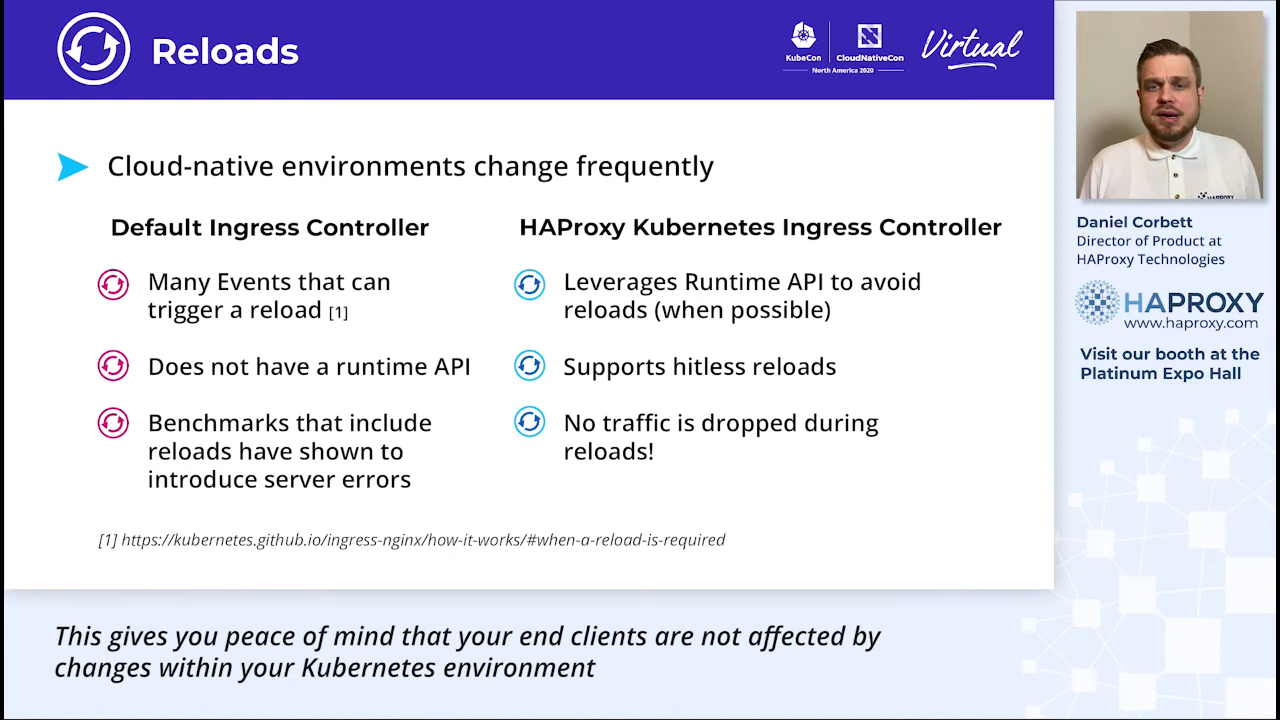 Reloads
KubeCon
CloudNativeCon
North America 2020
Virtual
Cloud-native environments change frequently
Default Ingress Controller
Many Events that can
trigger a reload [1]
Does not have a runtime API
Benchmarks that include
reloads have shown to
introduce server errors
HAProxy Kubernetes Ingress Controller
Leverages Runtime API to avoid
reloads (when possible)
Supports hitless reloads
No traffic is dropped during
reloads!
[1] https://kubernetes.github.io/ingress-nginx/how-it-works/#when-a-reload-is-required
This gives you peace of mind that your end clients are not affected by
changes within your Kubernetes environment
Daniel Corbett
Director of Product at
HAProxy Technologies
HAPROXY
www.haproxy.com
Visit our booth at the
Platinum Expo Hall